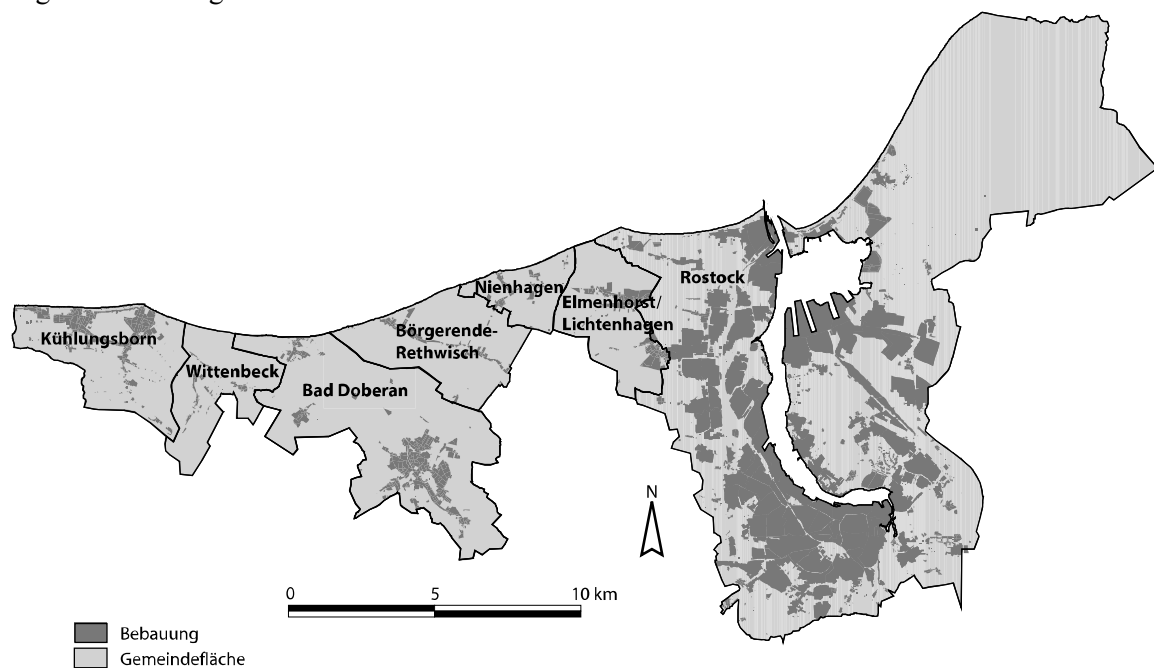 Rostock
Nienhagen
Elmenhorst/
Lichtenhagen
Kühlungsborn
Börgerende-
Rethwisch
Wittenbeck
Bad Doberan
N
0 5 10 km
Bebauung
Gemeindefläche